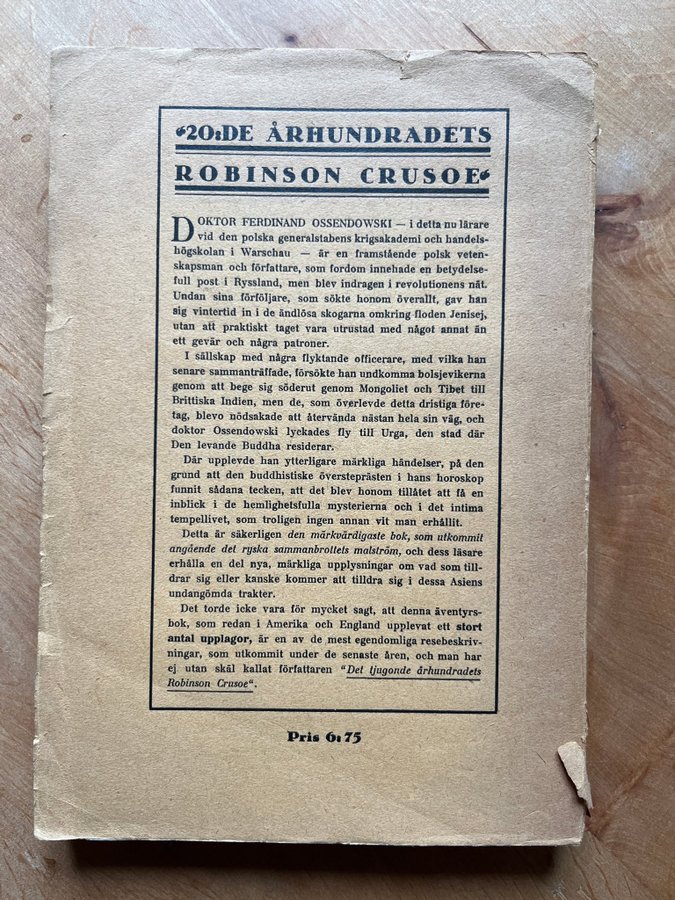 “20:DE ÅRHUNDRADETS
ROBINSON CRUSOE“
DOKTOR FERDINAND OSSENDOWSKI — i detta nu lärare
vid den polska generalstabens krigsakademi och handels-
högskolan i Warschau — är en framstående polsk veten-
skapsman och författare, som fordom innehade en betydelse-
full post i Ryssland, men blev indragen i revolutionens nät.
Undan sina förföljare, som sökte honom överallt, gav han
sig vintertid in i de ändlösa skogarna omkring floden Jenisej,
utan att praktiskt taget vara utrustad med något annat än
ett gevär och några patroner.
I sällskap med några flyktande officerare, med vilka han
senare sammanträffade, försökte han undkomma bolsjevikerna
genom att bege sig söderut genom Mongoliet och Tibet till
Brittiska Indien, men de, som överlevde detta dristiga före-
tag, blevo nödsakade att återvända nästan hela sin väg, och
doktor Ossendowski lyckades fly till Urga, den stad där
Den levande Buddha residerar.
Där upplevde han ytterligare märkliga händelser, på den
grund att den buddhistiske översteprästen i hans horoskop
funnit sådana tecken, att det blev honom tillåtet att få en
inblick i de hemlighetsfulla mysterierna och i det intima
tempellivet, som troligen ingen annan vit man erhållit.
Detta är säkerligen den märkvärdigaste bok, som utkommit
angående det ryska sammanbrottets malström, och dess läsare
erhålla en del nya, märkliga upplysningar om vad som till-
drar sig eller kanske kommer att tilldra sig i dessa Asiens
undangömda trakter.
Det torde icke vara för mycket sagt, att denna äventyrs-
bok, som redan i Amerika och England upplevat ett stort
antal upplagor, är en av de mest egendomliga resebeskriv-
ningar, som utkommit under de senaste åren, och man har
ej utan skäl kallat författaren “Det tjugonde århundradets
Robinson Crusoe“.
Pris 6:75